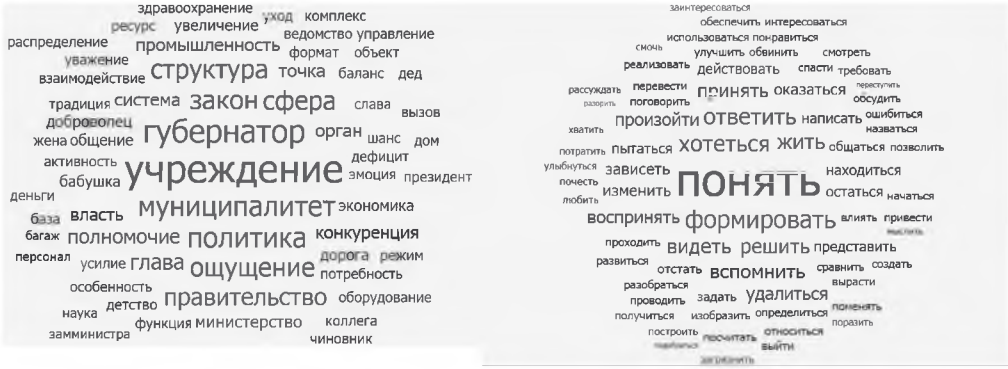 здравоохранение
ресурс увеличение уход комплекс
ведомство управление
распределение промышленность формат объект
уважение
взаимодействие структура точка баланс дед
традиция система закон сфера слава
вызов
доброволец губернатор орган шанс дом
жена общение
активность учреждение дефицит
эмоция президент
бабушка
деньги
муниципалитет экономика
база власть
багаж полномочие политика конкуренция
персонал усилие глава ощущение дорога режим
потребность
особенность детство правительство оборудование
наука функция министерство коллега
замминистра чиновник
заинтересоваться
обеспечить интересоваться
использоваться понравиться
смочь улучшить обвинить смотреть
реализовать действовать спасти требовать
рассуждать перевести принять оказаться переступить
разорить поговорить обсудить
произойти ответить написать ошибиться
назваться
хватить
потратить пытаться хотеться жить общаться позволить
улыбнуться зависеть понять находиться
почесть изменить остаться начаться
любить
воспринять формировать влиять привести
мыслить
проходить видеть решить представить
развиться отстать вспомнить сравнить создать
разобраться вырасти
проводить задать удалиться
получиться изобразить определиться поменять
поразить
построить посчитать относиться
выйти
загрязнить